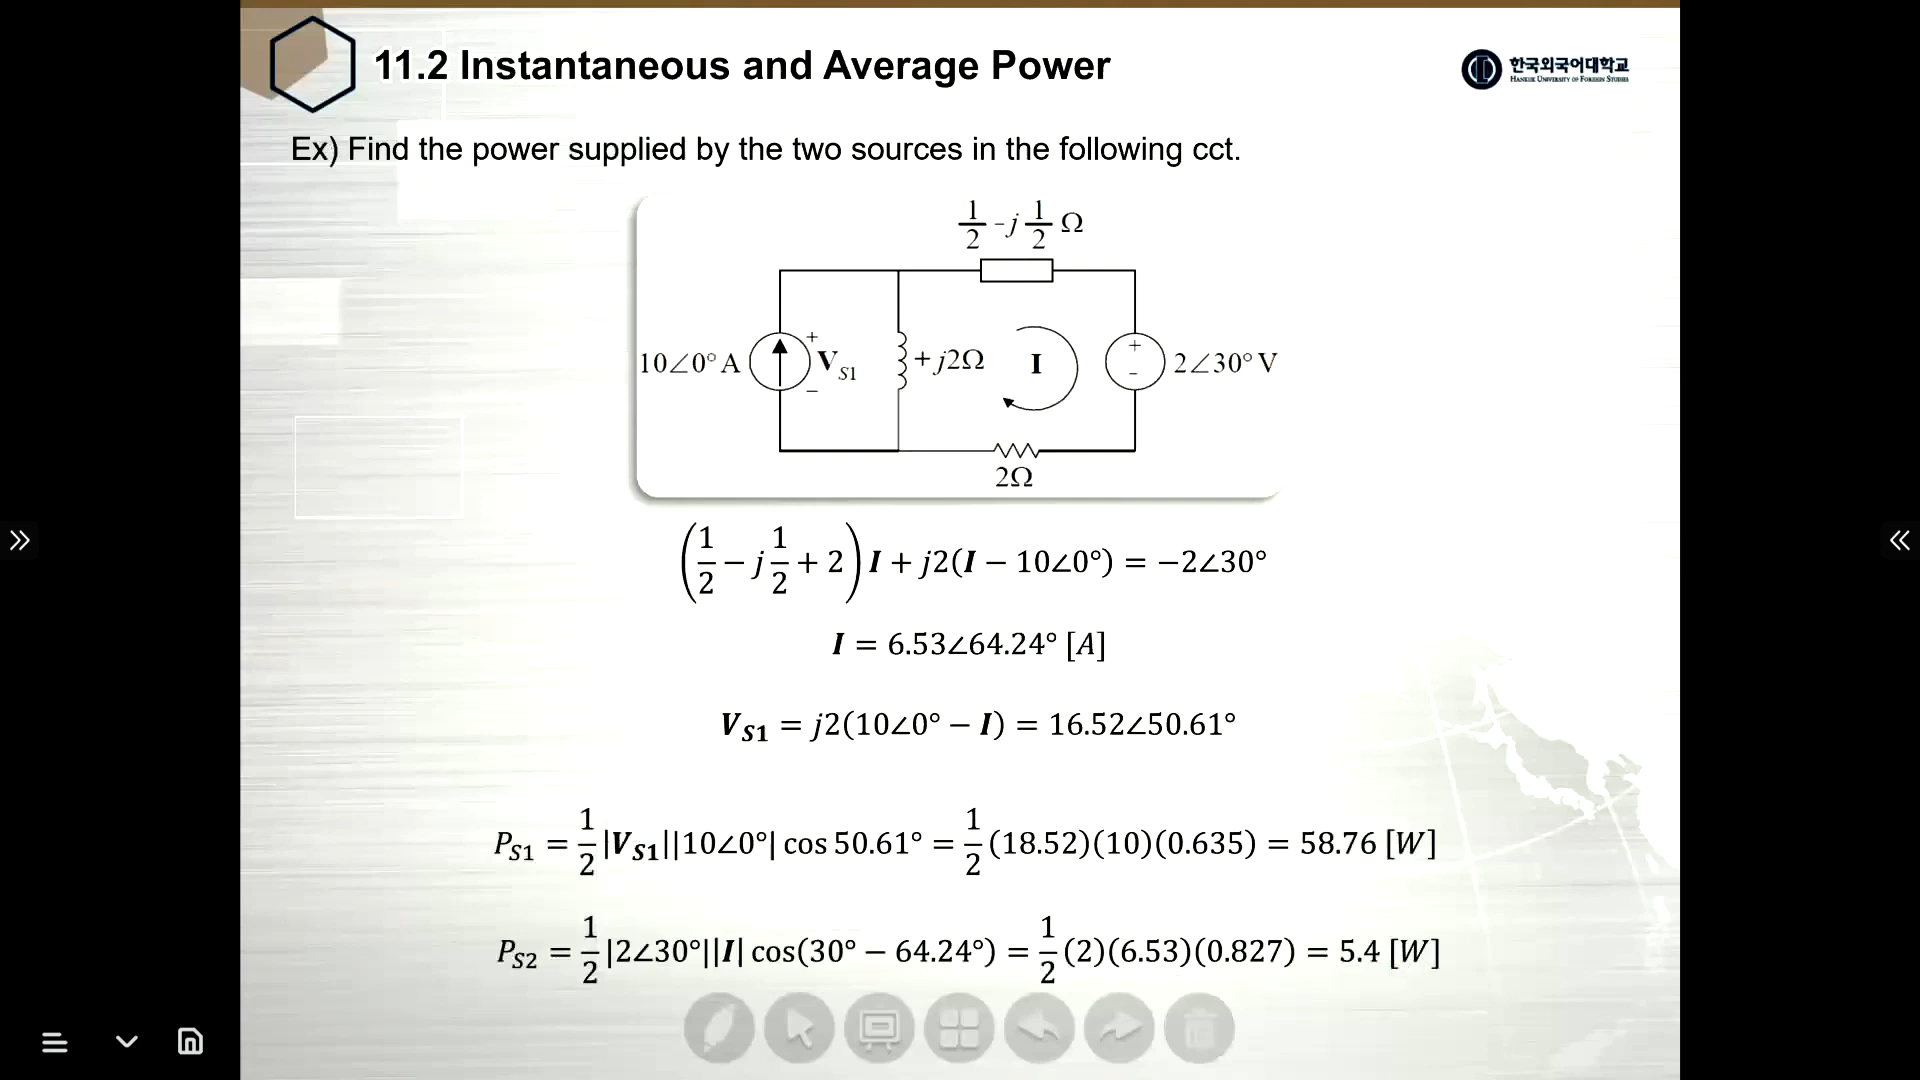 11.2 Instantaneous and Average Power
한국외국어대학교
HANKUK UNIVERSITY OF FOREIGN STUDIES
Ex) Find the power supplied by the two sources in the following cct.
1/2 -j 1/2 Ω
10∠0° A
+
V_S1
−
+j2Ω
I
+
-
2∠30° V
2Ω
(1/2 − j 1/2 + 2) I + j2(I − 10∠0°) = −2∠30°
I = 6.53∠64.24° [A]
V_S1 = j2(10∠0° − I) = 16.52∠50.61°
P_S1 = 1/2 |V_S1||10∠0°| cos 50.61° = 1/2 (18.52)(10)(0.635) = 58.76 [W]
P_S2 = 1/2 |2∠30°||I| cos(30° − 64.24°) = 1/2 (2)(6.53)(0.827) = 5.4 [W]